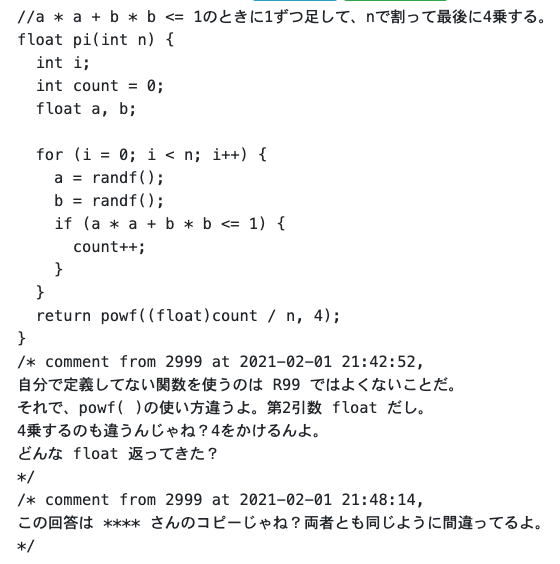 //a * a + b * b <= 1のときに1ずつ足して、nで割って最後に4乗する。
float pi(int n) {
  int i;
  int count = 0;
  float a, b;

  for (i = 0; i < n; i++) {
    a = randf();
    b = randf();
    if (a * a + b * b <= 1) {
      count++;
    }
  }
  return powf((float)count / n, 4);
}
/* comment from 2999 at 2021-02-01 21:42:52,
自分で定義してない関数を使うのは R99 ではよくないことだ。
それで、powf( )の使い方違うよ。第2引数 float だし。
4乗するのも違うんじゃね？4をかけるんよ。
どんな float 返ってきた？
*/
/* comment from 2999 at 2021-02-01 21:48:14,
この回答は **** さんのコピーじゃね？両者とも同じように間違ってるよ。
*/